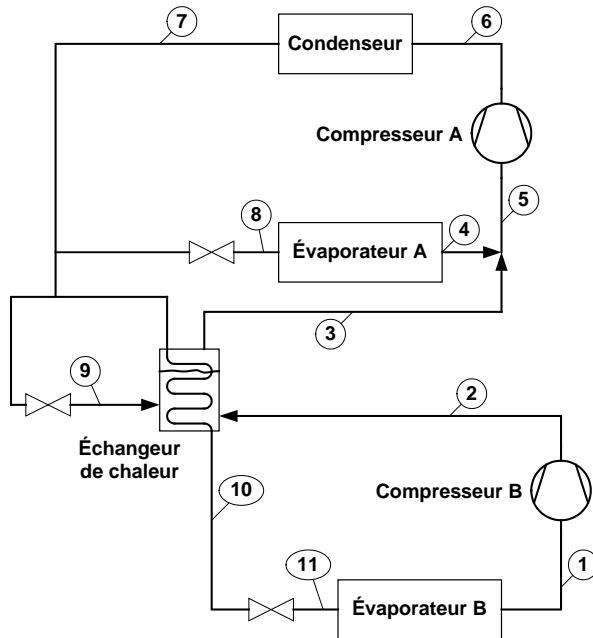 7
6
Condenseur
Compresseur A
5
8
4
Évaporateur A
3
9
2
Échangeur
de chaleur
10
Compresseur B
11
1
Évaporateur B